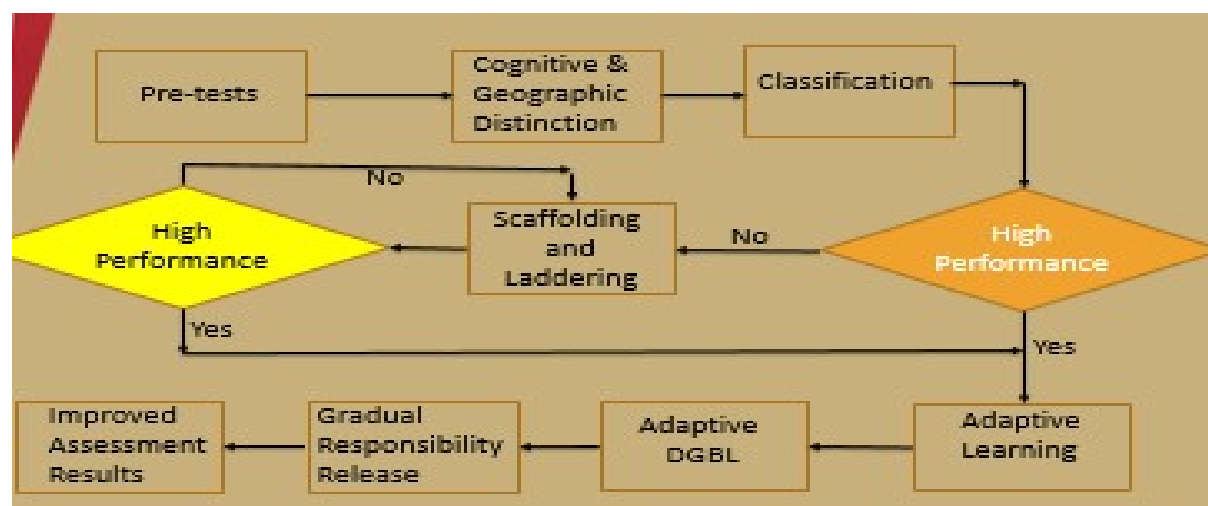 Pre-tests
Cognitive &
Geographic
Distinction
Classification
No
High
Performance
Scaffolding
and
Laddering
No
High
Performance
Yes
Yes
Improved
Assessment
Results
Gradual
Responsibility
Release
Adaptive
DGBL
Adaptive
Learning